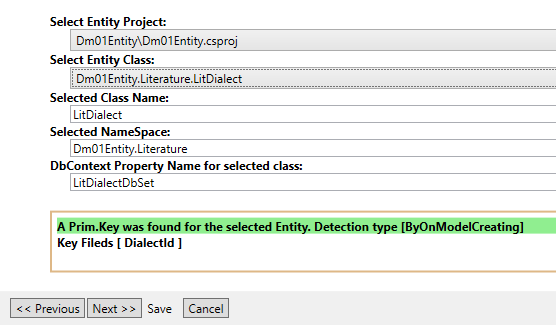 Select Entity Project:
Dm01Entity\Dm01Entity.csproj
Select Entity Class:
Dm01Entity.Literature.LitDialect
Selected Class Name:
LitDialect
Selected NameSpace:
Dm01Entity.Literature
DbContext Property Name for selected class:
LitDialectDbSet
A Prim.Key was found for the selected Entity. Detection type [ByOnModelCreating]
Key Fileds [ DialectId ]
<< Previous Next >> Save Cancel